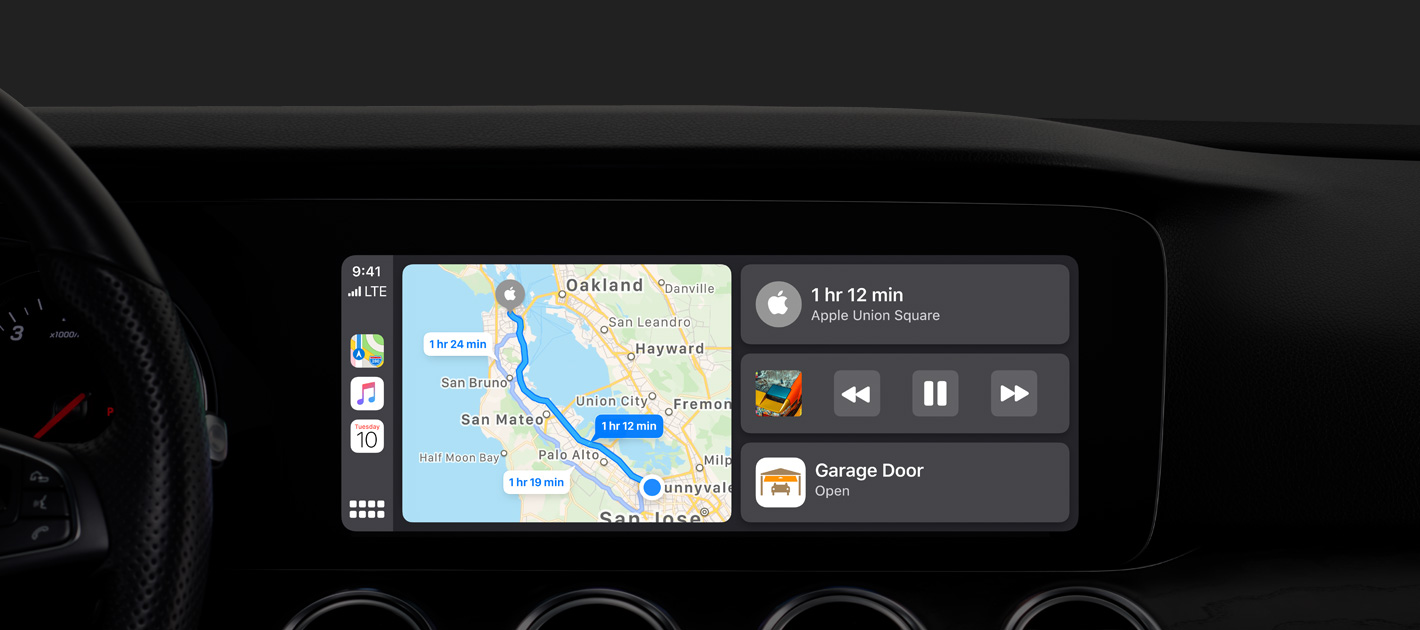 3
x1000/
P
9:41
LTE
Tuesday
10
Oakland
Danville
San Leandro
1 hr 24 min
Hayward
San Bruno
Union City
Fremon
San Mateo
1 hr 12 min
Half Moon Bay
Palo Alto
Milp
1 hr 19 min
unnyvale
San Jose
1 hr 12 min
Apple Union Square
Garage Door
Open